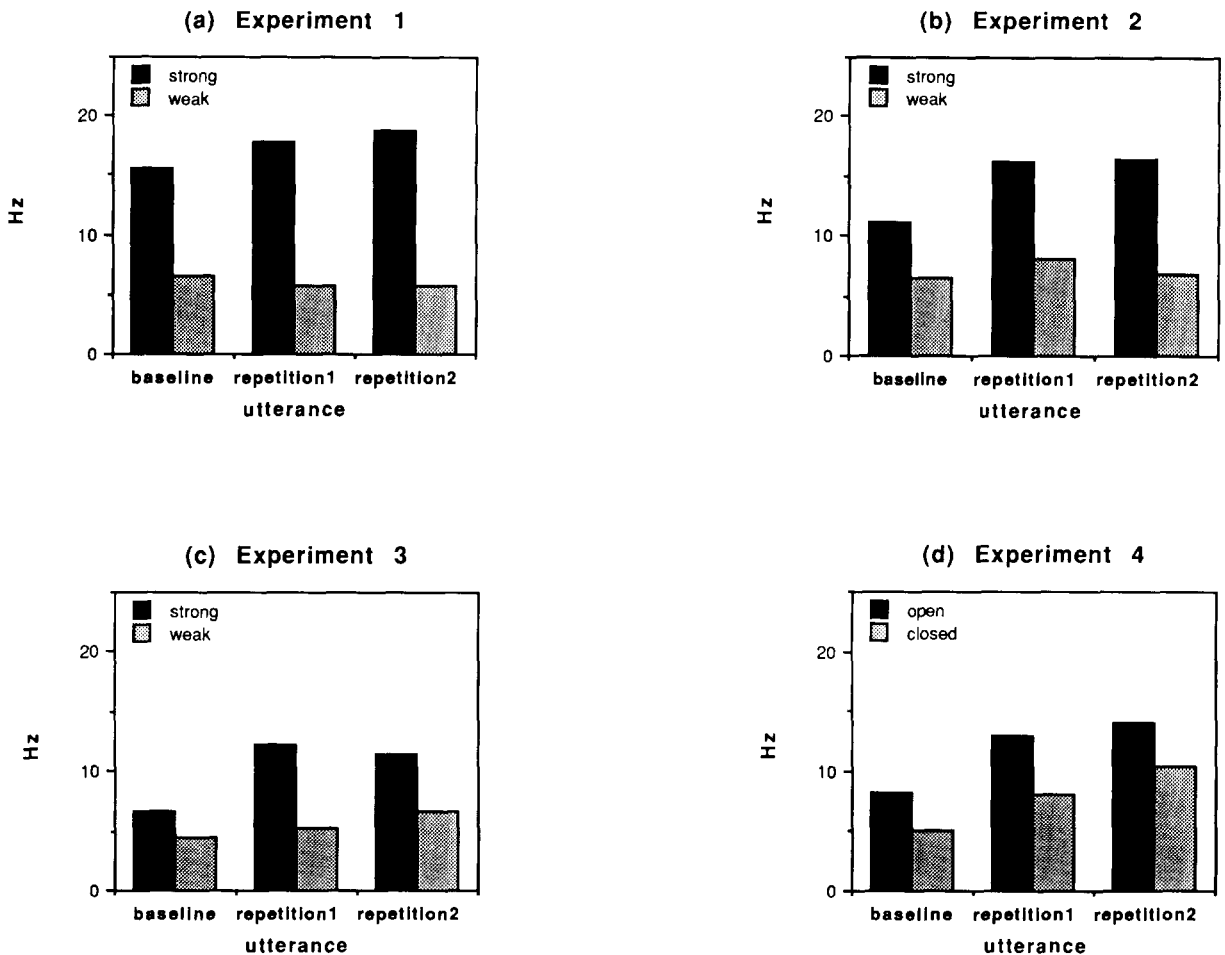 (a) Experiment 1
strong
weak
20
10
0
Hz
baseline repetition1 repetition2
utterance
(b) Experiment 2
strong
weak
20
10
0
Hz
baseline repetition1 repetition2
utterance
(c) Experiment 3
strong
weak
20
10
0
Hz
baseline repetition1 repetition2
utterance
(d) Experiment 4
open
closed
20
10
0
Hz
baseline repetition1 repetition2
utterance